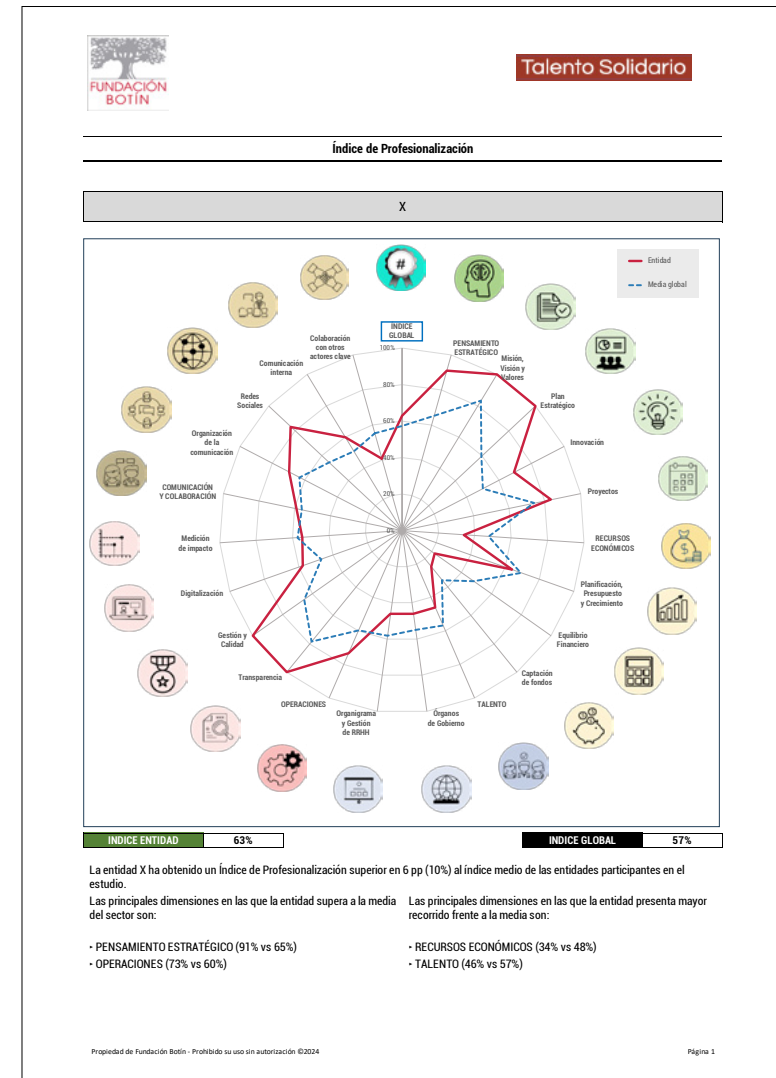 FUNDACIÓN
BOTÍN
Talento Solidario
Índice de Profesionalización
X
#
Entidad
Media global
INDICE
GLOBAL
100%
80%
60%
40%
20%
0%
PENSAMIENTO
ESTRATÉGICO
Misión,
Visión y
Valores
Plan
Estratégico
Innovación
Proyectos
RECURSOS
ECONÓMICOS
Planificación,
Presupuesto
y Crecimiento
Equilibrio
Financiero
Captación
de fondos
TALENTO
Órganos
de Gobierno
Organigrama
y Gestión
de RRHH
OPERACIONES
Transparencia
Gestión y
Calidad
Digitalización
Medición
de impacto
COMUNICACIÓN
Y COLABORACIÓN
Organización
de la
comunicación
Redes
Sociales
Comunicación
interna
Colaboración
con otros
actores clave
INDICE ENTIDAD 63%
INDICE GLOBAL 57%
La entidad X ha obtenido un Índice de Profesionalización superior en 6 pp (10%) al índice medio de las entidades participantes en el
estudio.
Las principales dimensiones en las que la entidad supera a la media
del sector son:
• PENSAMIENTO ESTRATÉGICO (91% vs 65%)
• OPERACIONES (73% vs 60%)
Las principales dimensiones en las que la entidad presenta mayor
recorrido frente a la media son:
• RECURSOS ECONÓMICOS (34% vs 48%)
• TALENTO (46% vs 57%)
Propiedad de Fundación Botín - Prohibido su uso sin autorización ©2024
Página 1